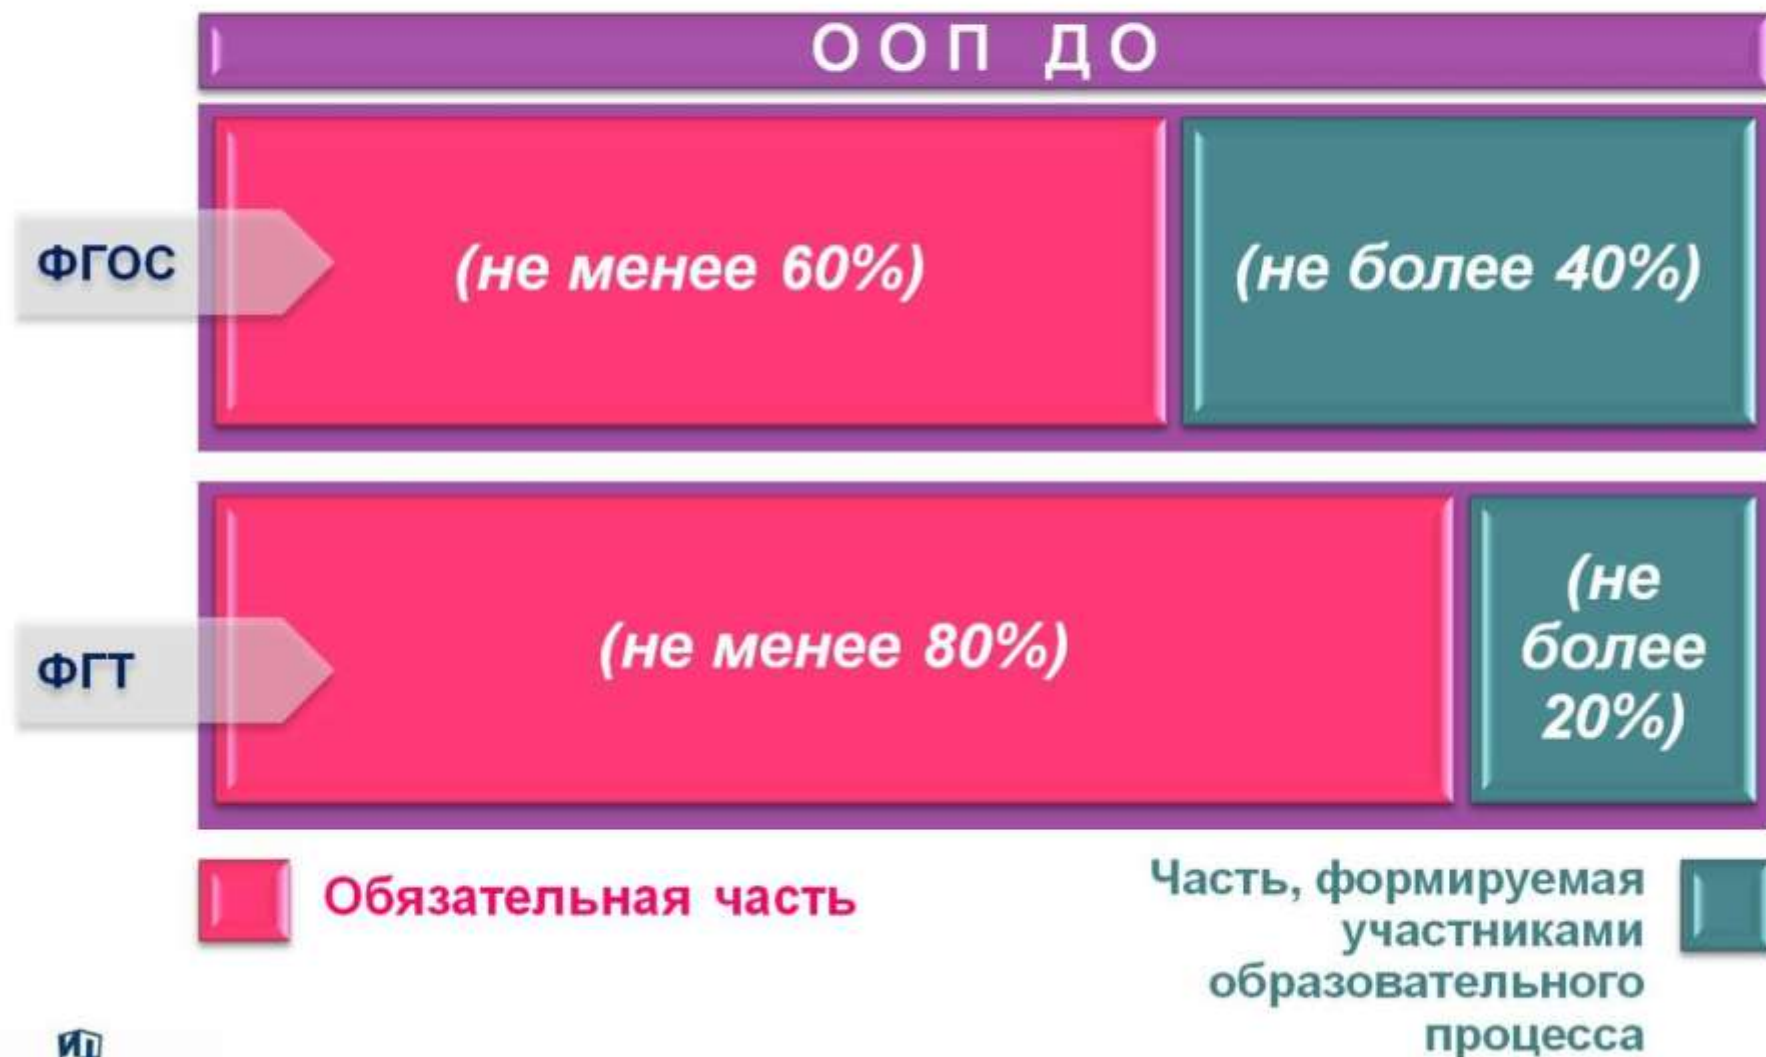 ООП ДО
ФГОС
(не менее 60%)
(не более 40%)
ФГТ
(не менее 80%)
(не
более
20%)
Обязательная часть
Часть, формируемая
участниками
образовательного
процесса
ИП